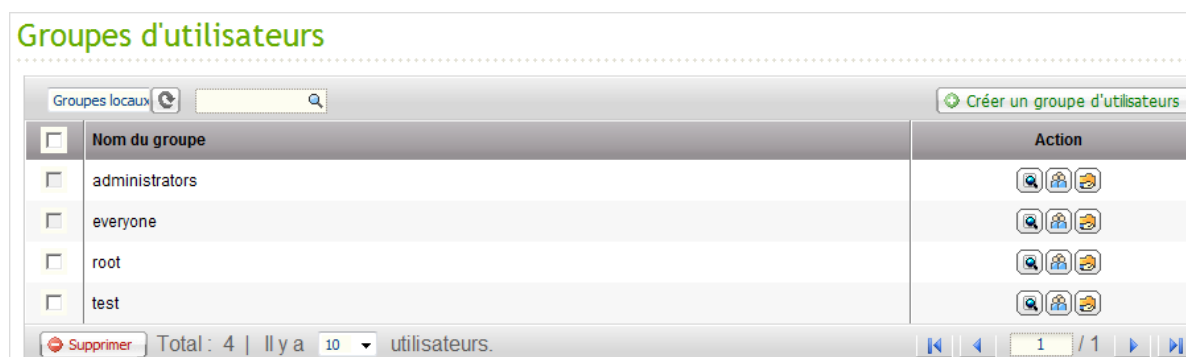 Groupes d'utilisateurs
Groupes locaux Créer un groupe d'utilisateurs
Nom du groupe Action
administrators
everyone
root
test
Supprimer Total : 4 | Il y a 10 utilisateurs. 1 / 1